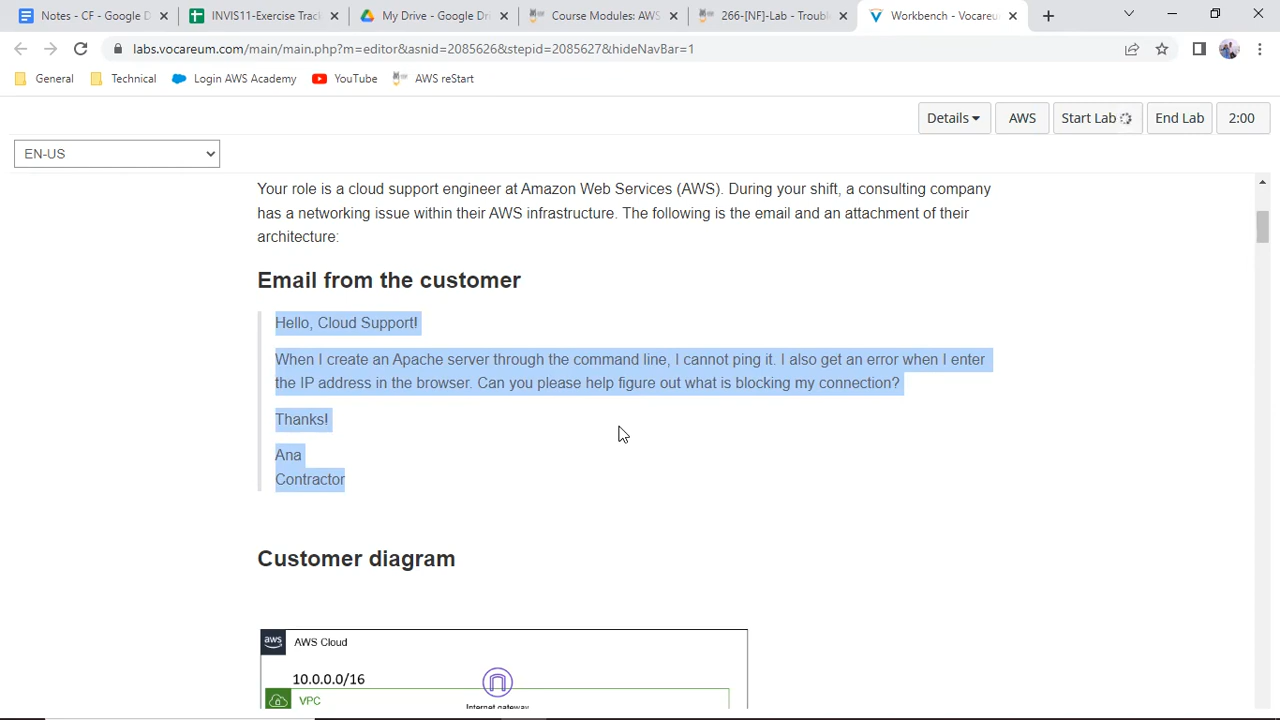 Notes - CF - Google D
INVIS11-Exercise Track
My Drive - Google Dri
Course Modules: AWS
266-[NF]-Lab - Troub
Workbench - Vocareu
labs.vocareum.com/main/main.php?m=editor&asnid=2085626&stepid=2085627&hideNavBar=1
General
Technical
Login AWS Academy
YouTube
AWS reStart
Details
AWS
Start Lab
End Lab
2:00
EN-US
Your role is a cloud support engineer at Amazon Web Services (AWS). During your shift, a consulting company
has a networking issue within their AWS infrastructure. The following is the email and an attachment of their
architecture:
Email from the customer
Hello, Cloud Support!
When I create an Apache server through the command line, I cannot ping it. I also get an error when I enter
the IP address in the browser. Can you please help figure out what is blocking my connection?
Thanks!
Ana
Contractor
Customer diagram
aws
AWS Cloud
10.0.0.0/16
VPC
Internet gateway